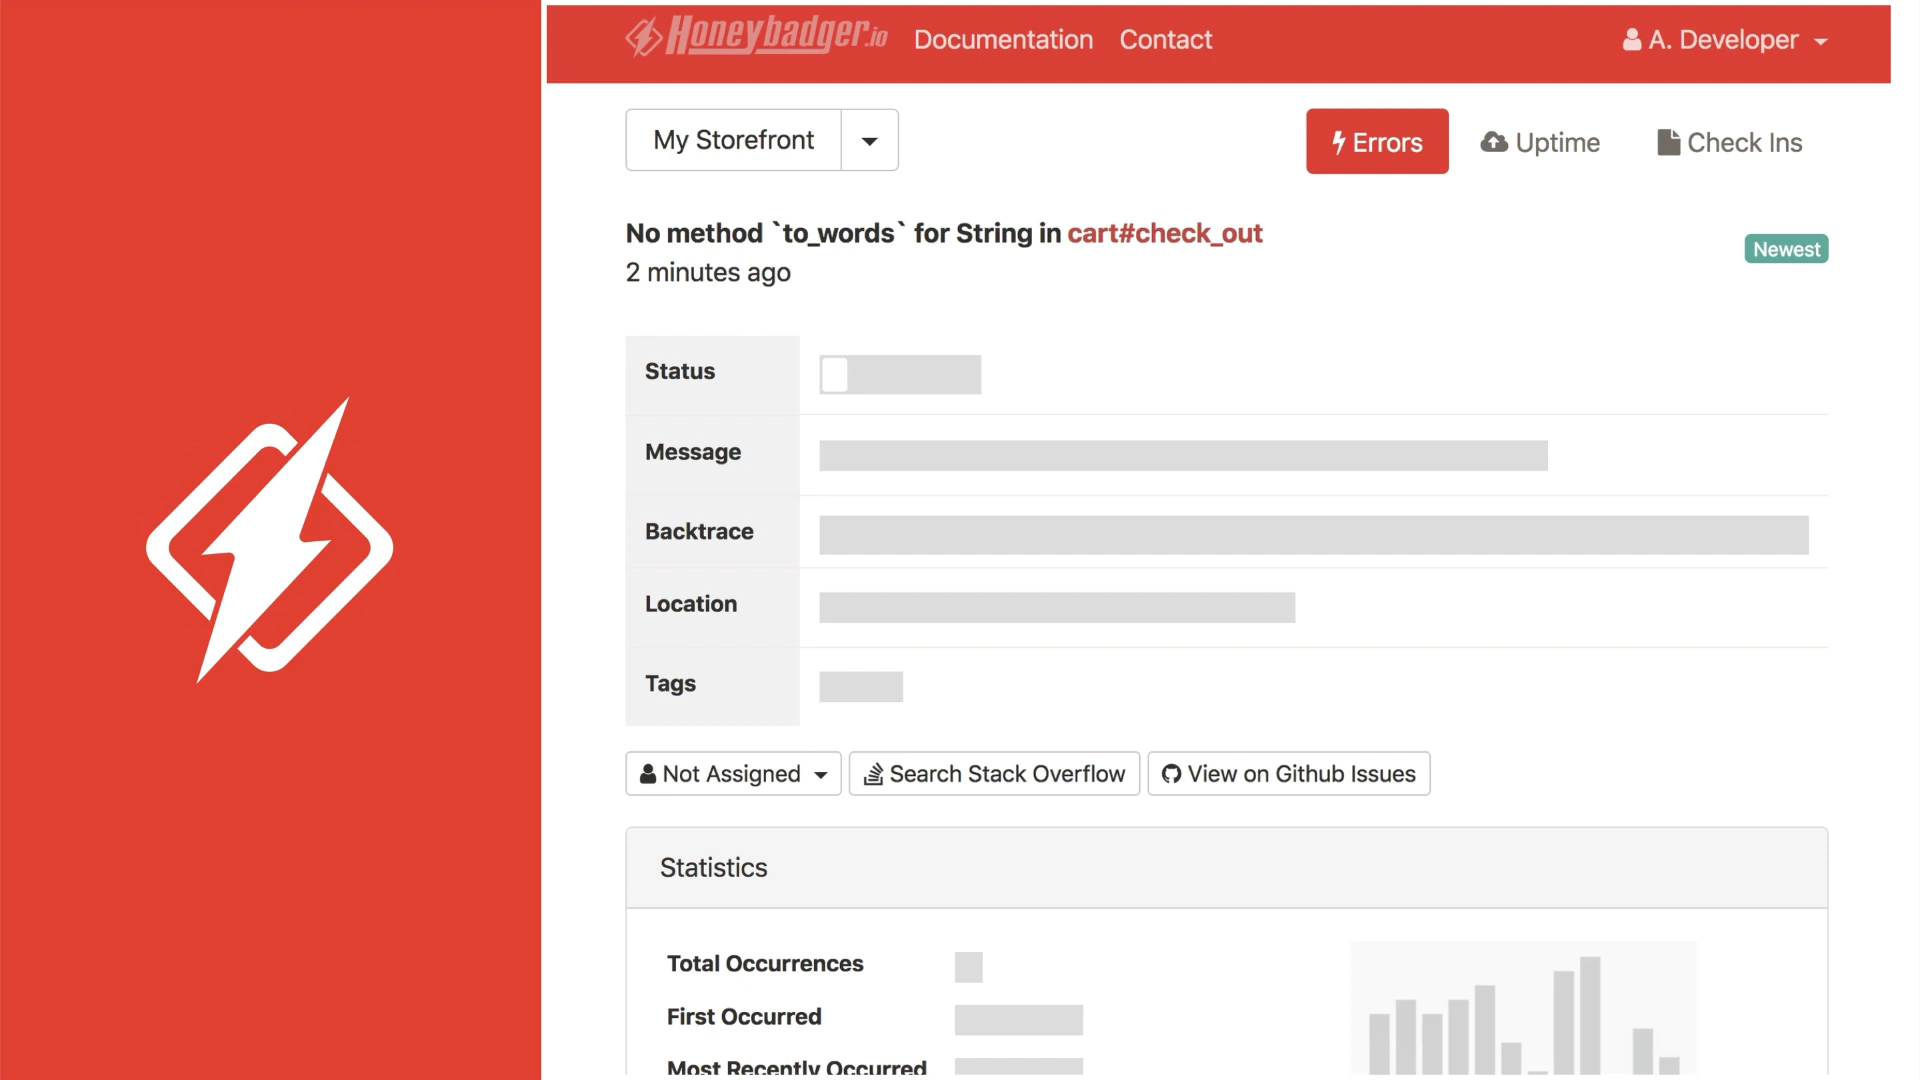 Honeybadger.io Documentation Contact A. Developer
My Storefront Errors Uptime Check Ins
No method `to_words` for String in cart#check_out
Newest
2 minutes ago
Status
Message
Backtrace
Location
Tags
Not Assigned Search Stack Overflow View on Github Issues
Statistics
Total Occurrences
First Occurred
Most Recently Occurred